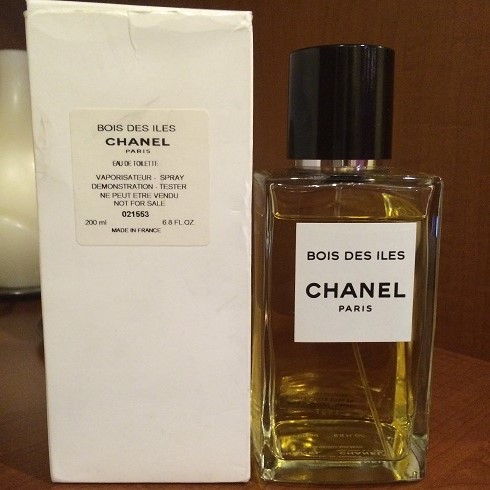 BOIS DES ILES
CHANEL
PARIS
EAU DE TOILETTE
VAPORISATEUR - SPRAY
DEMONSTRATION - TESTER
NE PEUT ETRE VENDU
NOT FOR SALE
021553
200 ml 6.8 FL.OZ.
MADE IN FRANCE
BOIS DES ILES
CHANEL
PARIS